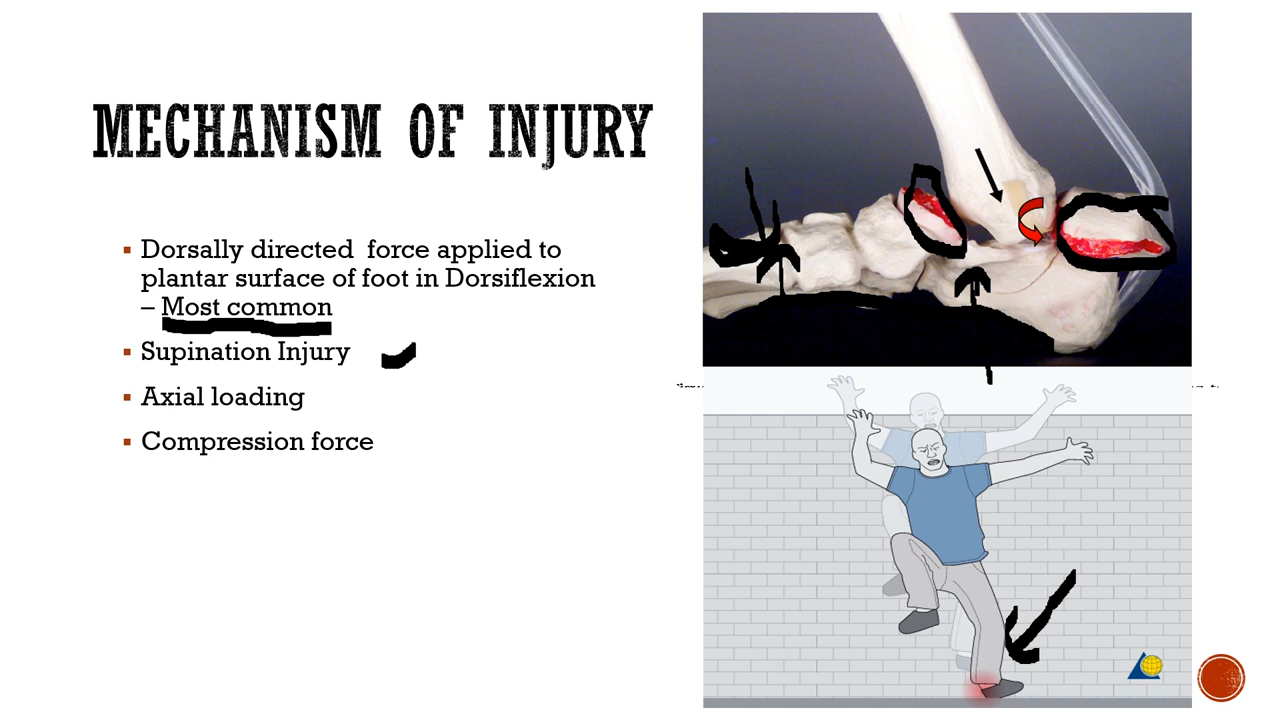 MECHANISM OF INJURY
▪ Dorsally directed force applied to
plantar surface of foot in Dorsiflexion
– Most common
▪ Supination Injury
▪ Axial loading
▪ Compression force